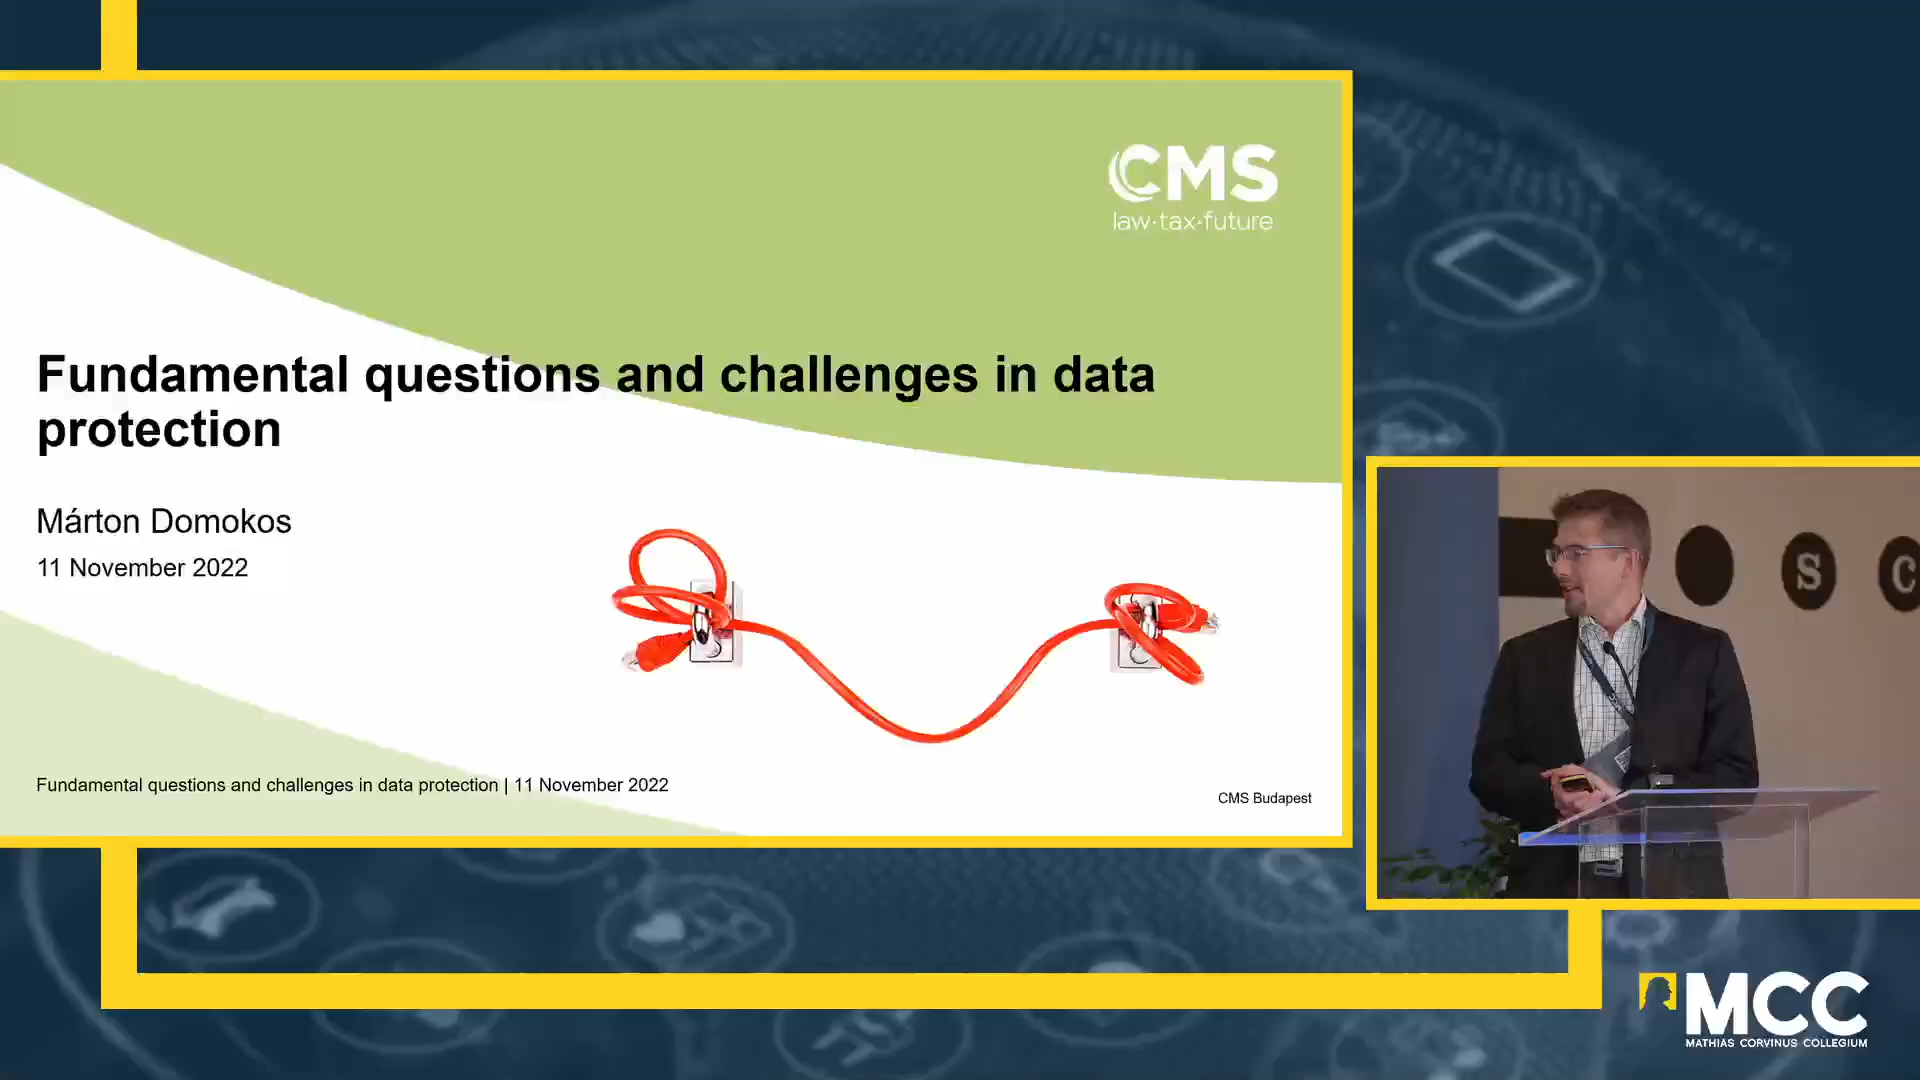 CMS
law·tax·future
Fundamental questions and challenges in data
protection
Márton Domokos
11 November 2022
Fundamental questions and challenges in data protection | 11 November 2022
CMS Budapest
S C
MCC
MATHIAS CORVINUS COLLEGIUM